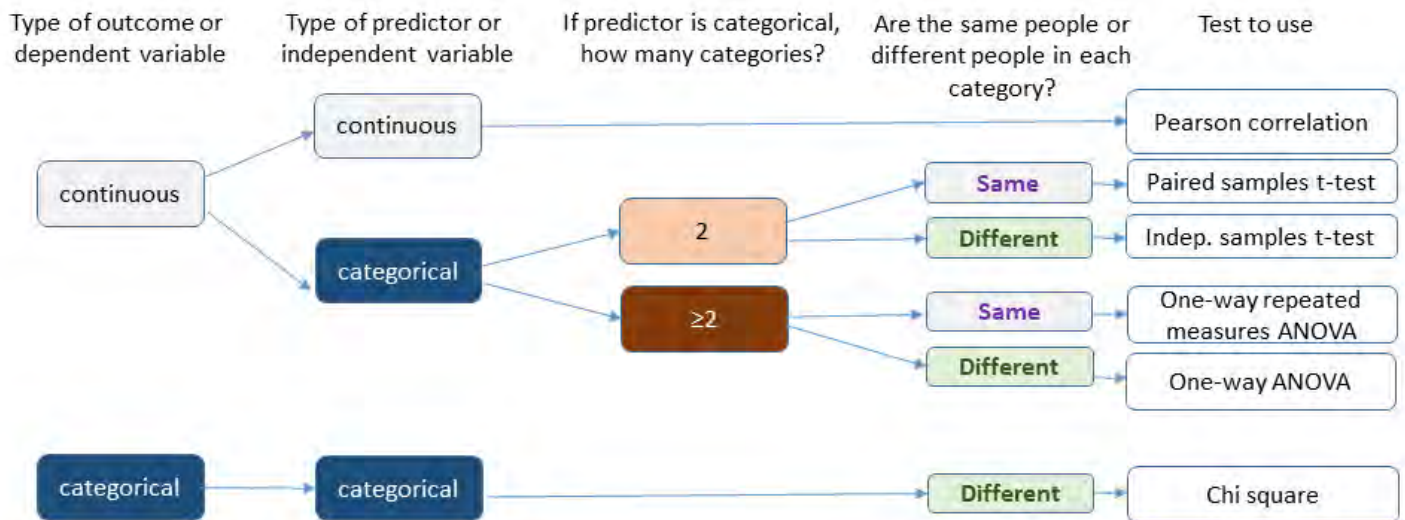 Type of outcome or
dependent variable
Type of predictor or
independent variable
If predictor is categorical,
how many categories?
Are the same people or
different people in each
category?
Test to use
continuous
continuous
Pearson correlation
categorical
2
Same
Paired samples t-test
Different
Indep. samples t-test
≥2
Same
One-way repeated
measures ANOVA
Different
One-way ANOVA
categorical
categorical
Different
Chi square